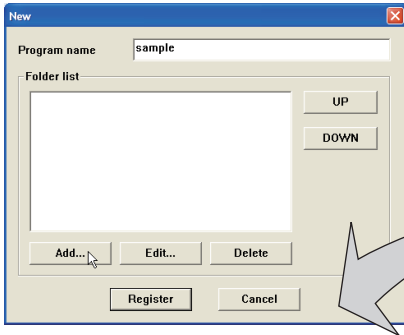 New
Program name sample
Folder list
UP
DOWN
Add... Edit... Delete
Register Cancel